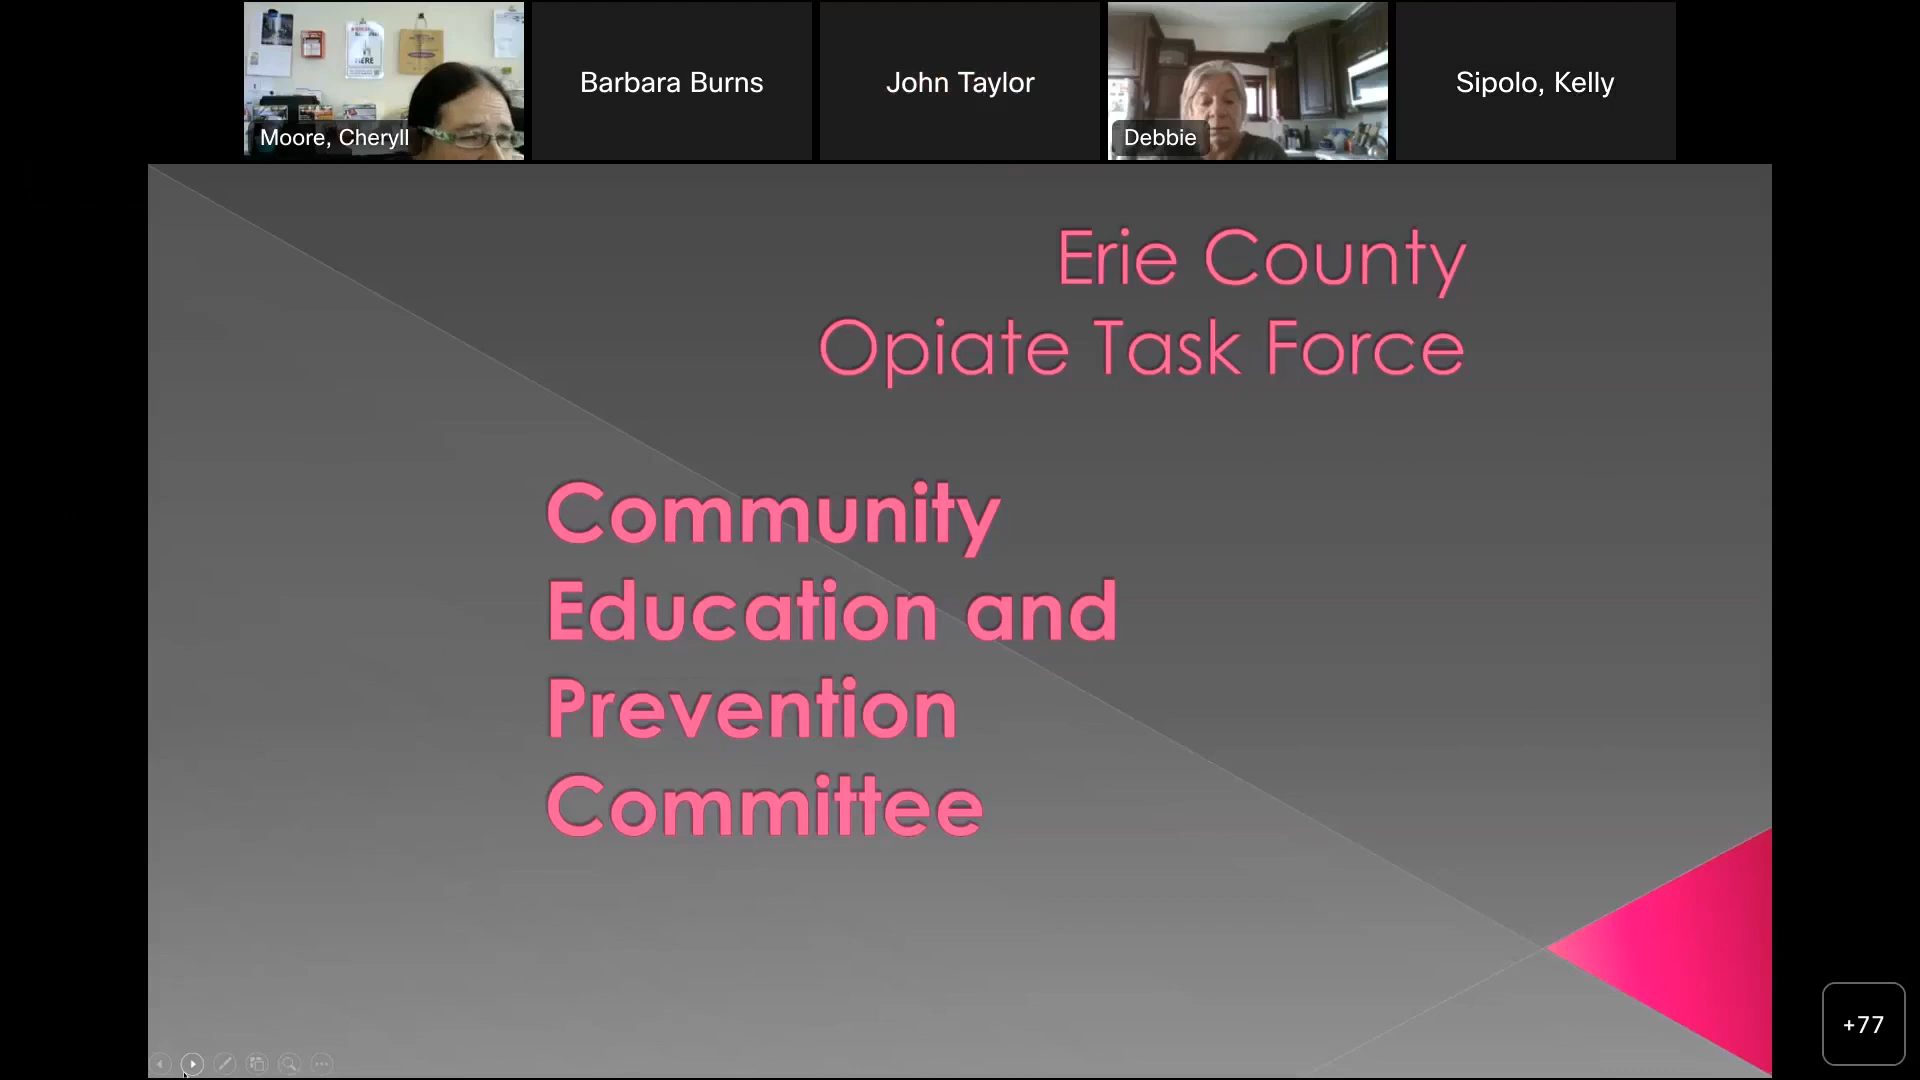 Moore, Cheryll
Barbara Burns
John Taylor
Debbie
Sipolo, Kelly
HERE
Erie County
Opiate Task Force
Community
Education and
Prevention
Committee
+77